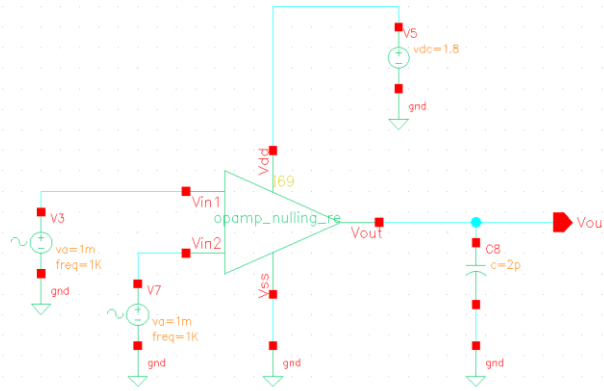 V5
vdc=1.8
gnd
Vdd
I69
Vin1
opamp_nulling_re
Vout
Vou
V3
va=1m
freq=1K
gnd
Vin2
V7
va=1m
freq=1K
gnd
Vss
gnd
C8
c=2p
gnd